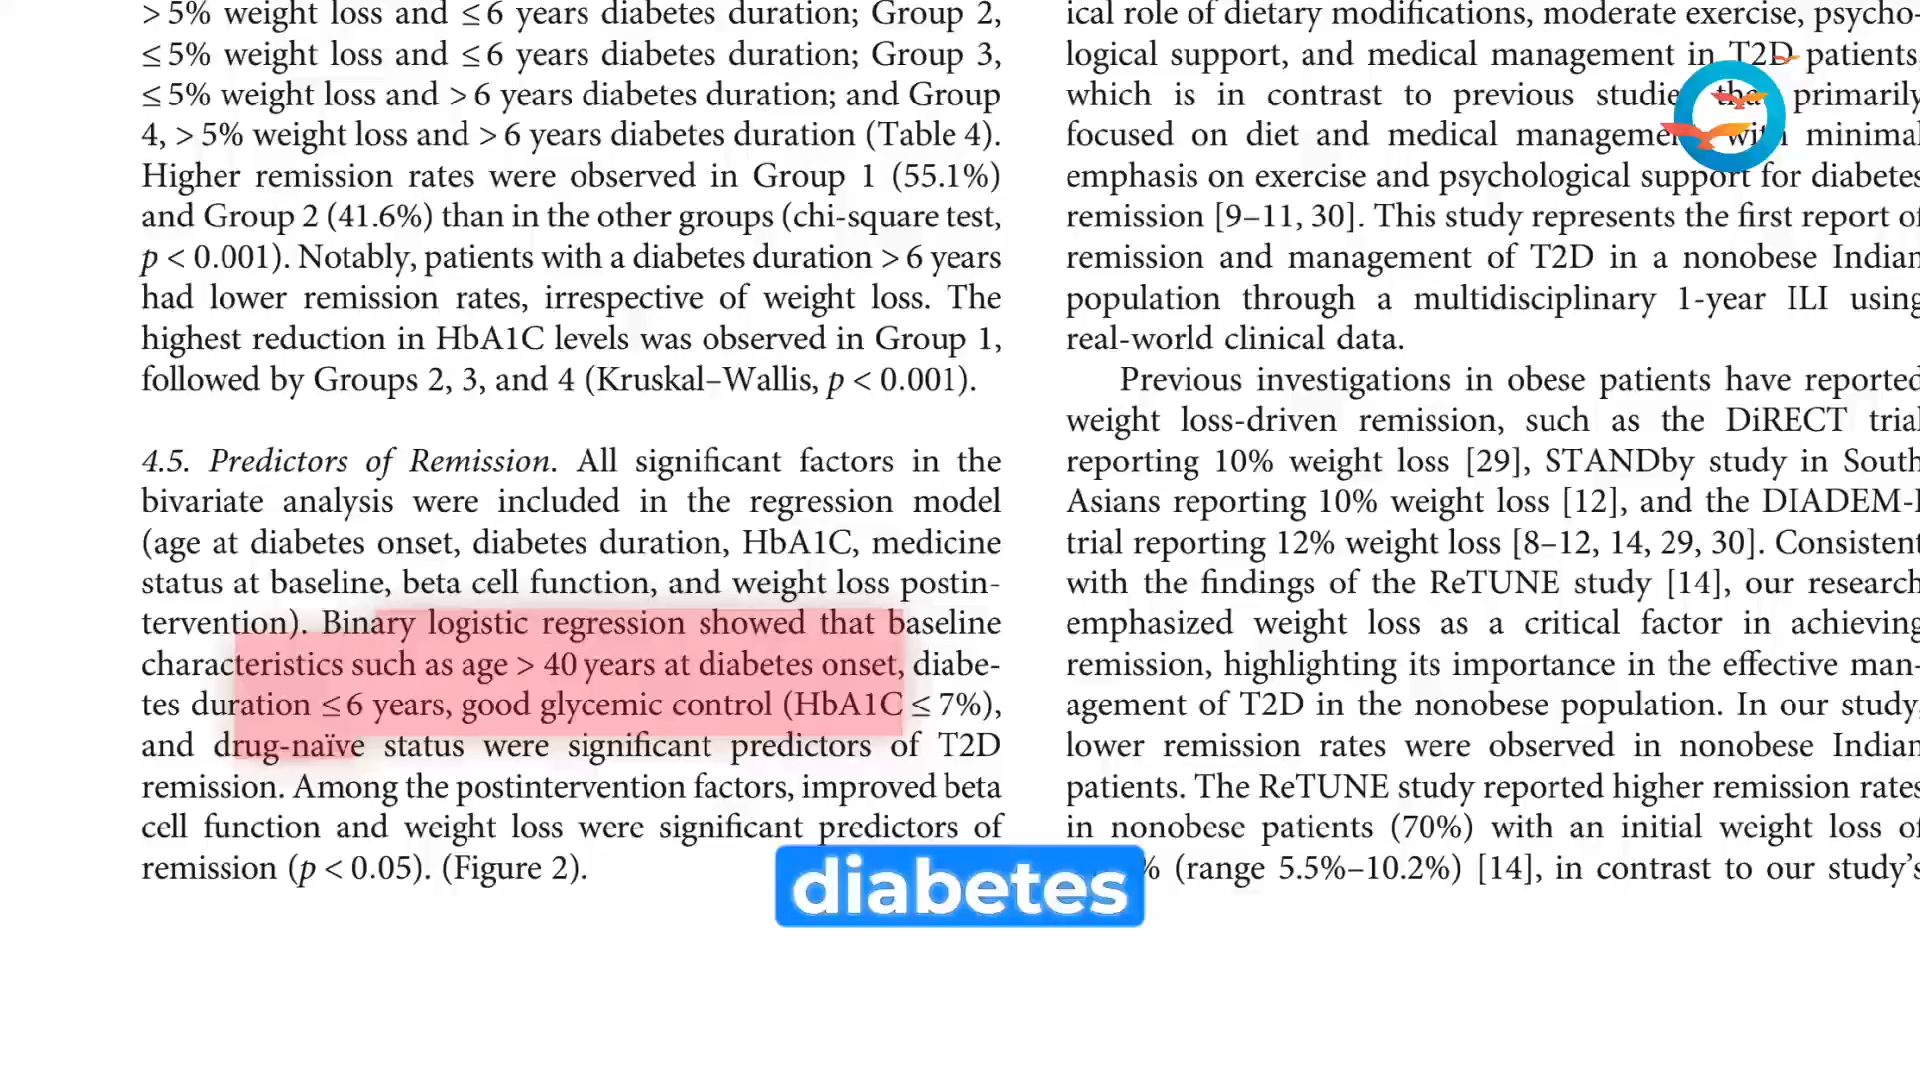 > 5% weight loss and ≤ 6 years diabetes duration; Group 2,
≤ 5% weight loss and ≤ 6 years diabetes duration; Group 3,
≤ 5% weight loss and > 6 years diabetes duration; and Group
4, > 5% weight loss and > 6 years diabetes duration (Table 4).
Higher remission rates were observed in Group 1 (55.1%)
and Group 2 (41.6%) than in the other groups (chi-square test,
p < 0.001). Notably, patients with a diabetes duration > 6 years
had lower remission rates, irrespective of weight loss. The
highest reduction in HbA1C levels was observed in Group 1,
followed by Groups 2, 3, and 4 (Kruskal–Wallis, p < 0.001).
4.5. Predictors of Remission. All significant factors in the
bivariate analysis were included in the regression model
(age at diabetes onset, diabetes duration, HbA1C, medicine
status at baseline, beta cell function, and weight loss postin-
tervention). Binary logistic regression showed that baseline
characteristics such as age > 40 years at diabetes onset, diabe-
tes duration ≤ 6 years, good glycemic control (HbA1C ≤ 7%),
and drug-naïve status were significant predictors of T2D
remission. Among the postintervention factors, improved beta
cell function and weight loss were significant predictors of
remission (p < 0.05). (Figure 2).
ical role of dietary modifications, moderate exercise, psycho-
logical support, and medical management in T2D patients,
which is in contrast to previous studies that primarily
focused on diet and medical management with minimal
emphasis on exercise and psychological support for diabetes
remission [9–11, 30]. This study represents the first report of
remission and management of T2D in a nonobese Indian
population through a multidisciplinary 1-year ILI using
real-world clinical data.
Previous investigations in obese patients have reported
weight loss-driven remission, such as the DiRECT trial
reporting 10% weight loss [29], STANDby study in South
Asians reporting 10% weight loss [12], and the DIADEM-I
trial reporting 12% weight loss [8–12, 14, 29, 30]. Consistent
with the findings of the ReTUNE study [14], our research
emphasized weight loss as a critical factor in achieving
remission, highlighting its importance in the effective man-
agement of T2D in the nonobese population. In our study,
lower remission rates were observed in nonobese Indian
patients. The ReTUNE study reported higher remission rates
in nonobese patients (70%) with an initial weight loss of
% (range 5.5%–10.2%) [14], in contrast to our study's
diabetes